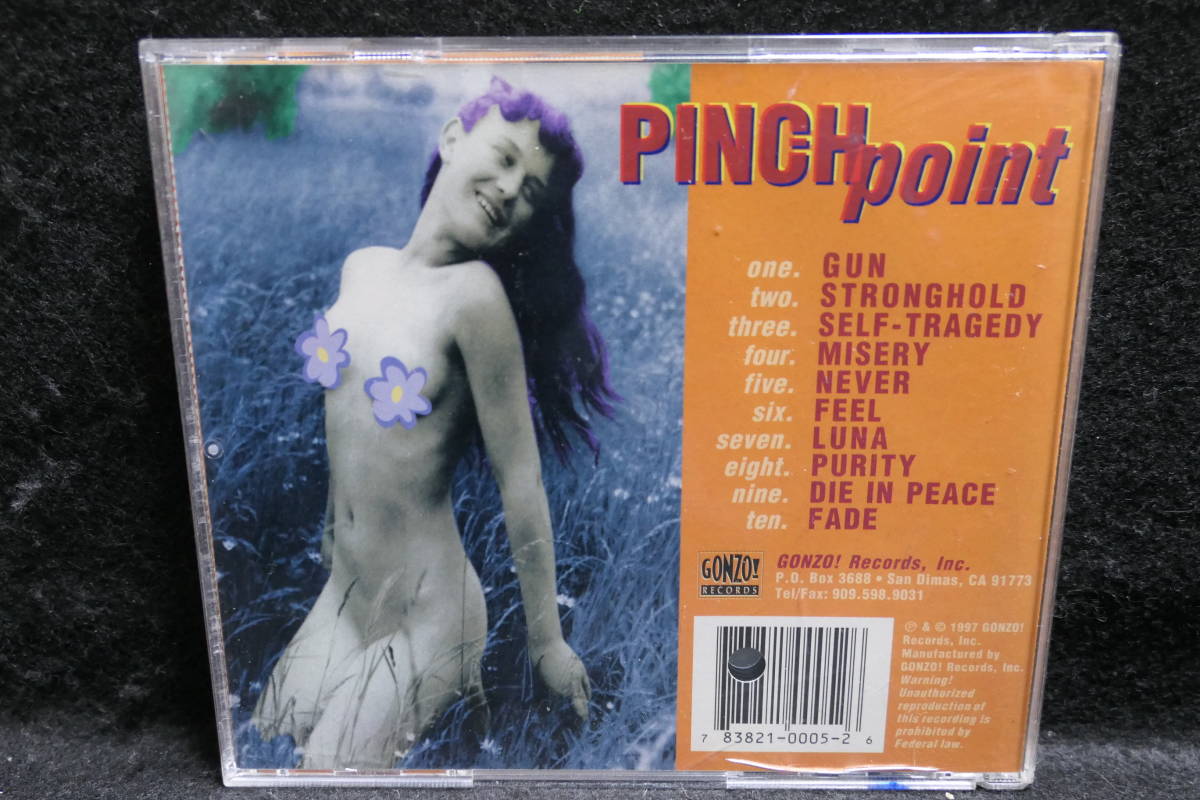 PINCHpoint
one. GUN
two. STRONGHOLD
three. SELF-TRAGEDY
four. MISERY
five. NEVER
six. FEEL
seven. LUNA
eight. PURITY
nine. DIE IN PEACE
ten. FADE
GONZO!
RECORDS
GONZO! Records, Inc.
P.O. Box 3688 • San Dimas, CA 91773
Tel/Fax: 909.598.9031
7 83821-0005-2 6
℗ & © 1997 GONZO!
Records, Inc.
Manufactured by
GONZO! Records, Inc.
Warning!
Unauthorized
reproduction of
this recording is
prohibited by
Federal law.